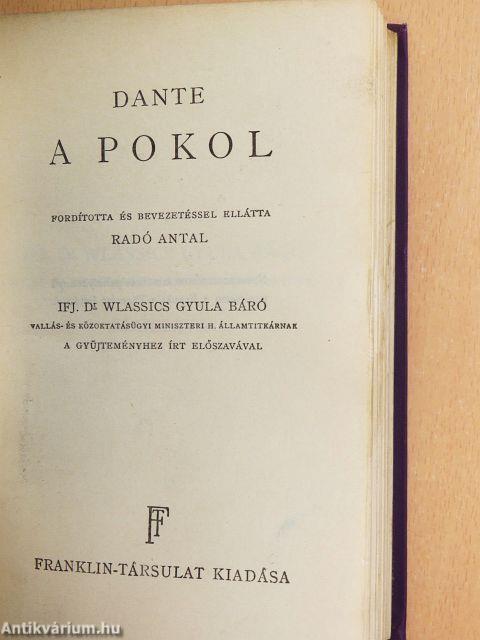 DANTE
A POKOL
FORDÍTOTTA ÉS BEVEZETÉSSEL ELLÁTTA
RADÓ ANTAL
IFJ. Dr. WLASSICS GYULA BÁRÓ
VALLÁS- ÉS KÖZOKTATÁSÜGYI MINISZTERI H. ÁLLAMTITKÁRNAK
A GYÜJTEMÉNYHEZ ÍRT ELŐSZAVÁVAL
FT
FRANKLIN-TÁRSULAT KIADÁSA
Antikvárium.hu